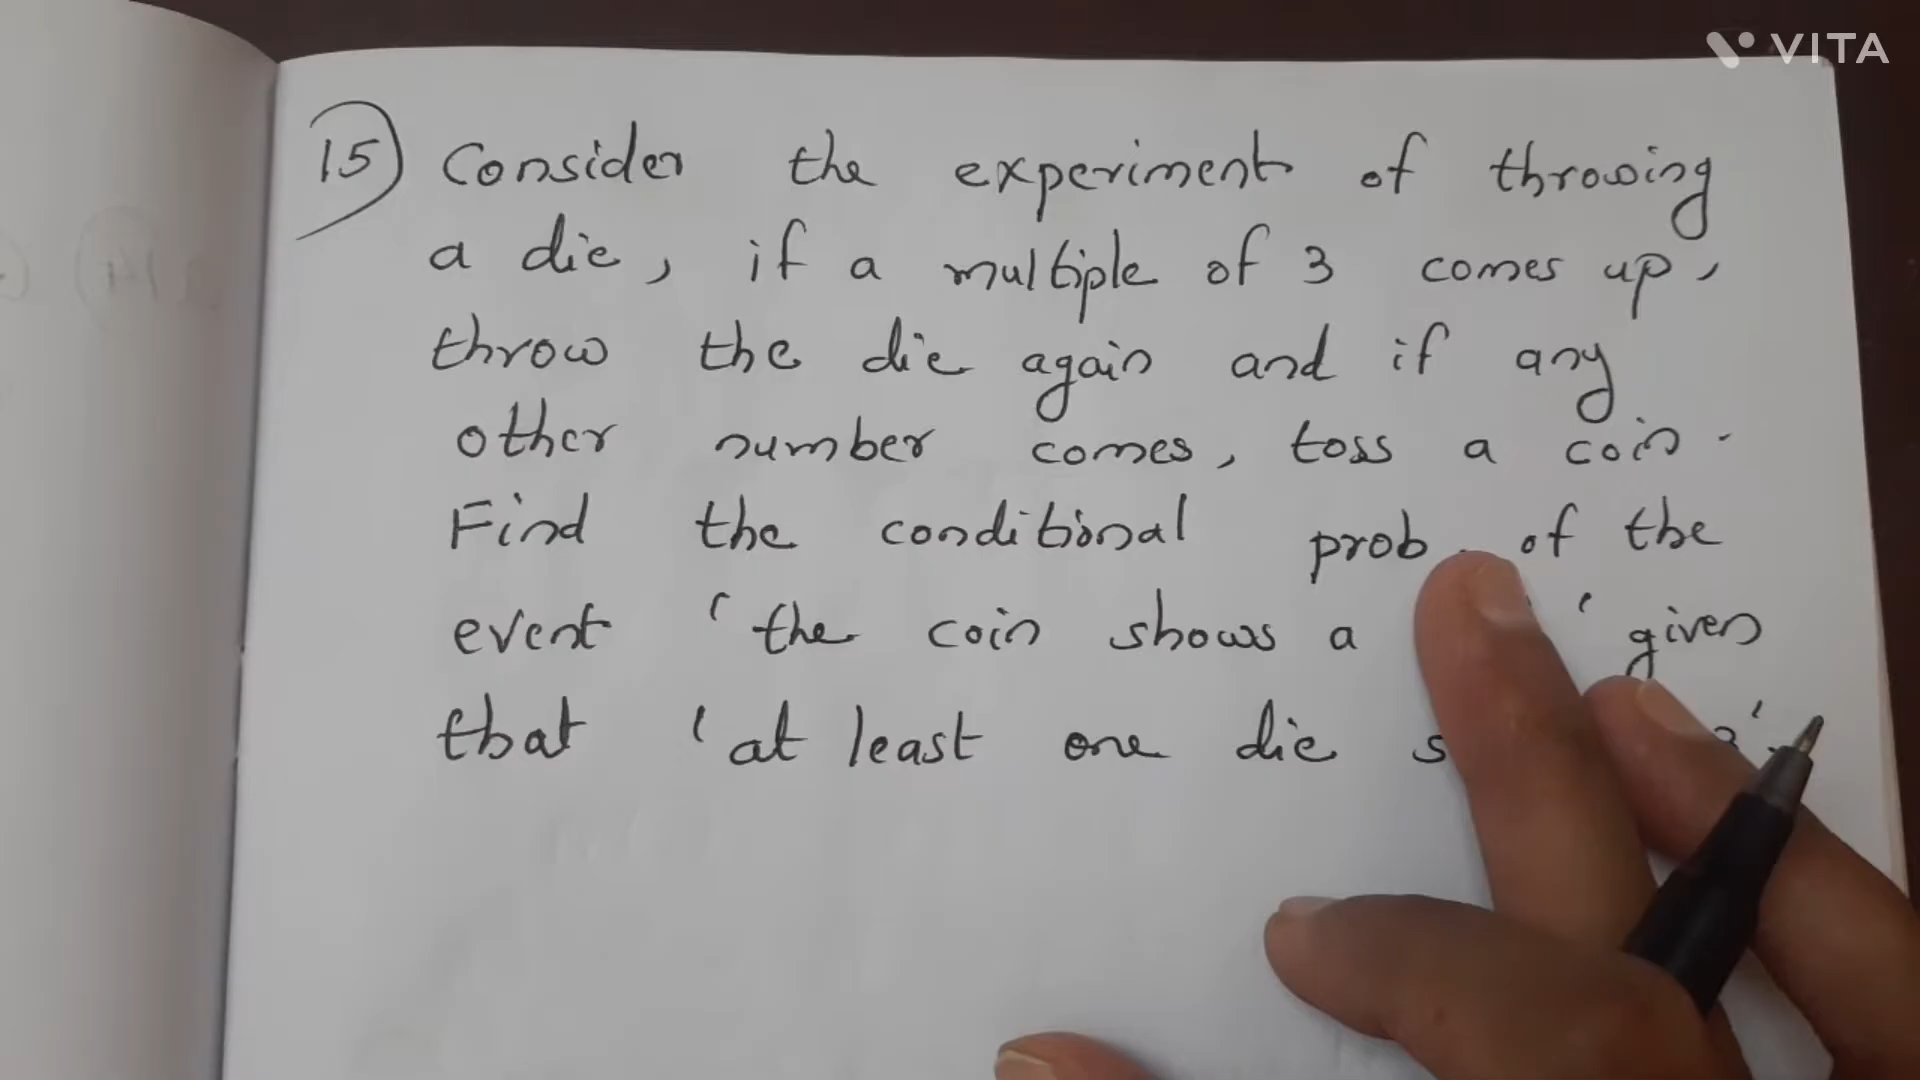 VITA
15) Consider the experiment of throwing
a die, if a multiple of 3 comes up,
throw the die again and if any
other number comes, toss a coin.
Find the conditional prob. of the
event 'the coin shows a ' given
that 'at least one die 3'.